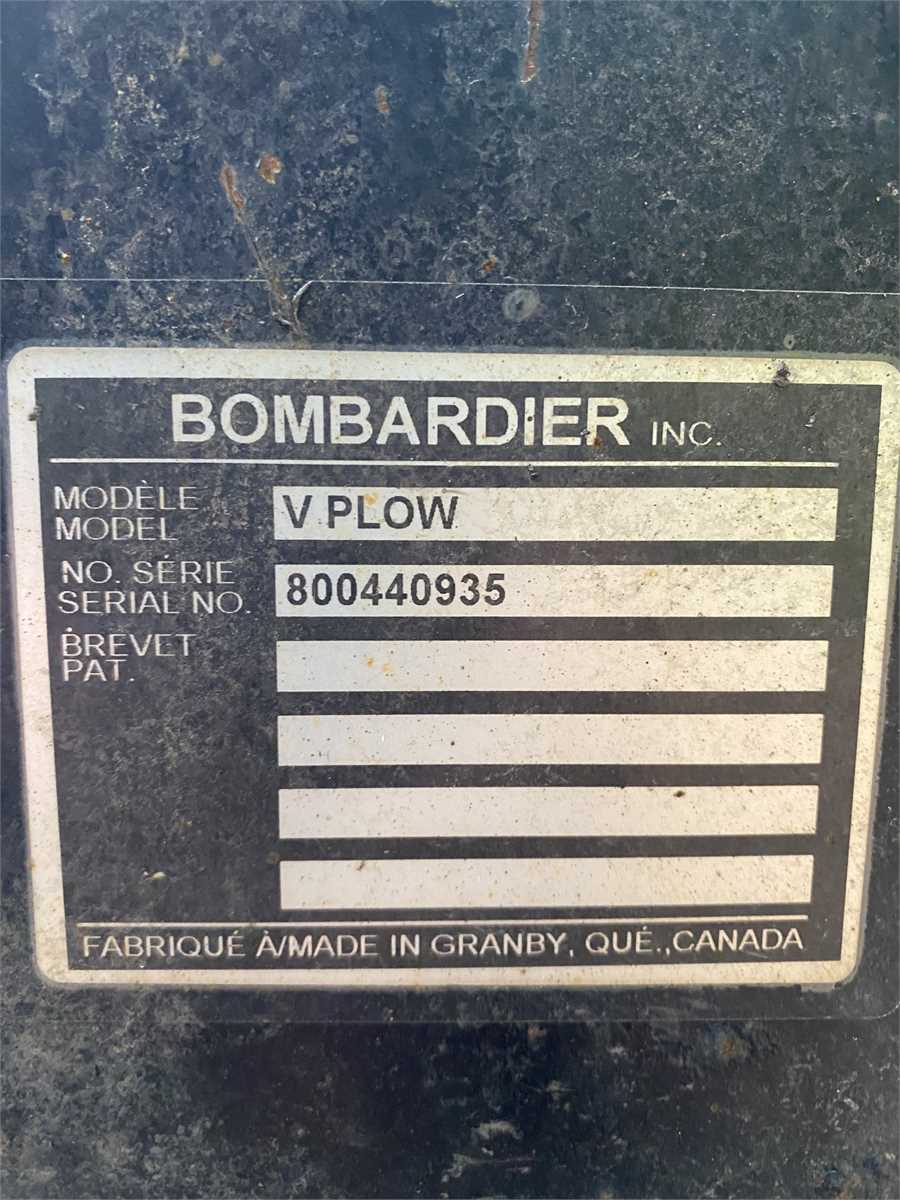 BOMBARDIER INC.
MODÈLE
MODEL
V PLOW
NO. SÉRIE
SERIAL NO.
800440935
BREVET
PAT.
FABRIQUÉ À/MADE IN GRANBY, QUÉ.,CANADA